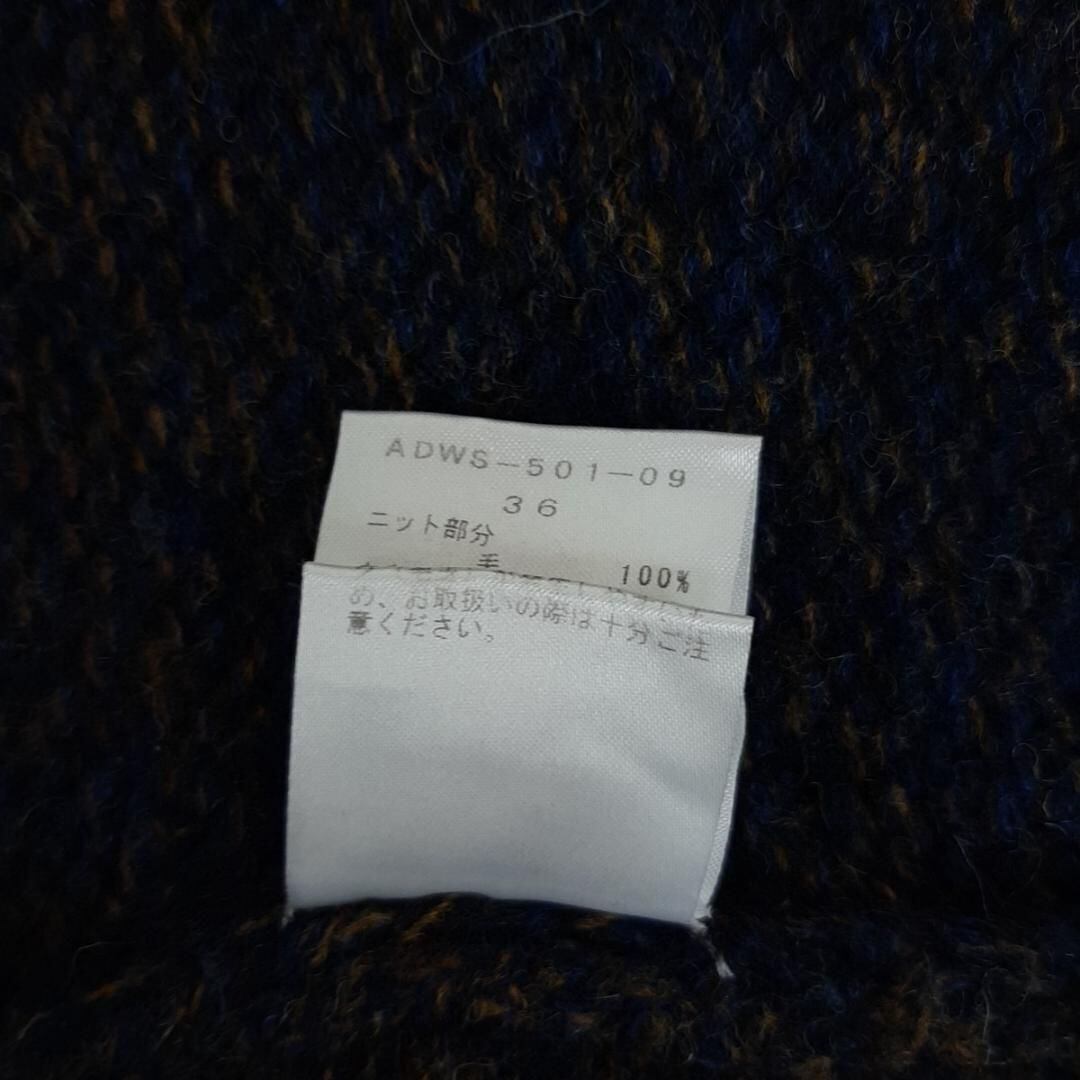 ADWS-501-09
36
ニット部分
毛 100%
め、お取扱いの際は十分ご注
意ください。